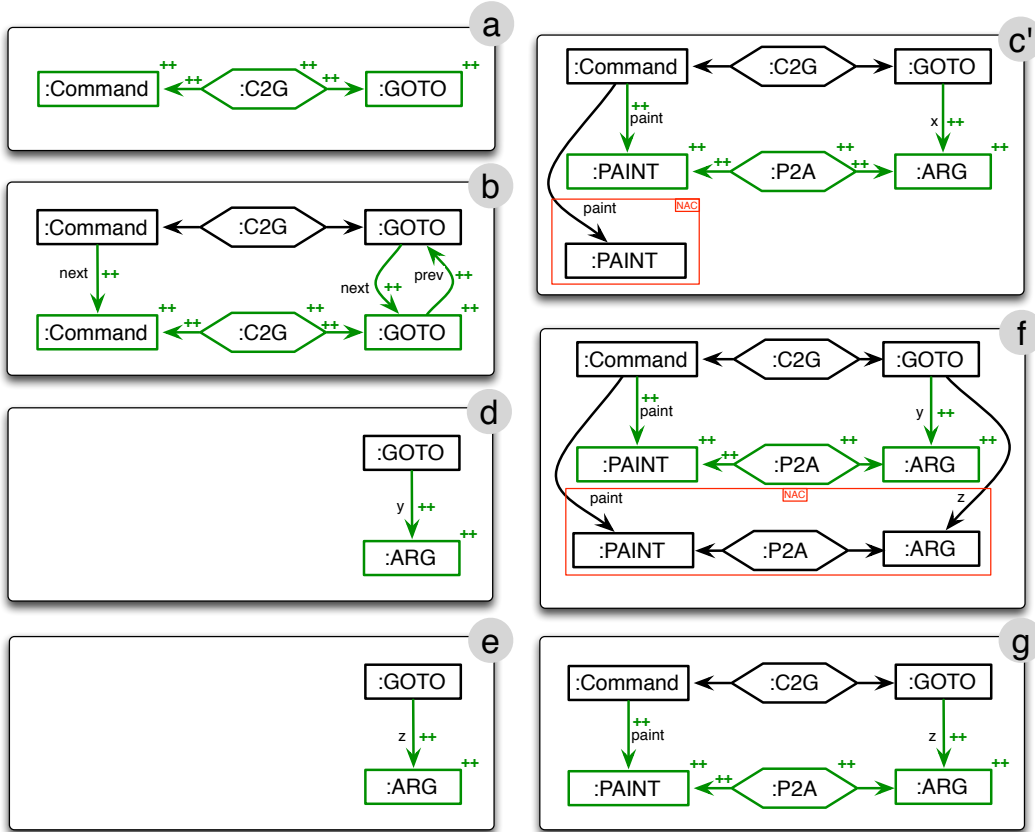 a
++ ++ ++ ++ ++
:Command :C2G :GOTO
b
:Command :C2G :GOTO
next ++ next ++ prev ++
++ ++ ++ ++ ++
:Command :C2G :GOTO
d
:GOTO
y ++
++
:ARG
e
:GOTO
z ++
++
:ARG
c'
:Command :C2G :GOTO
++
paint x ++
++ ++ ++ ++ ++
:PAINT :P2A :ARG
paint NAC
:PAINT
f
:Command :C2G :GOTO
++
paint y ++
++ ++ ++ ++ ++
:PAINT :P2A :ARG
NAC
paint z
:PAINT :P2A :ARG
g
:Command :C2G :GOTO
++
paint z ++
++ ++ ++ ++ ++
:PAINT :P2A :ARG